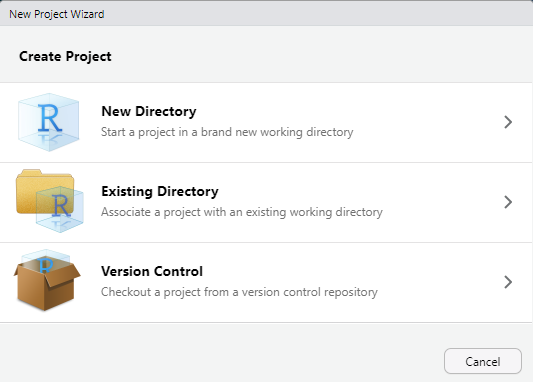 New Project Wizard
Create Project
New Directory
Start a project in a brand new working directory
Existing Directory
Associate a project with an existing working directory
Version Control
Checkout a project from a version control repository
Cancel